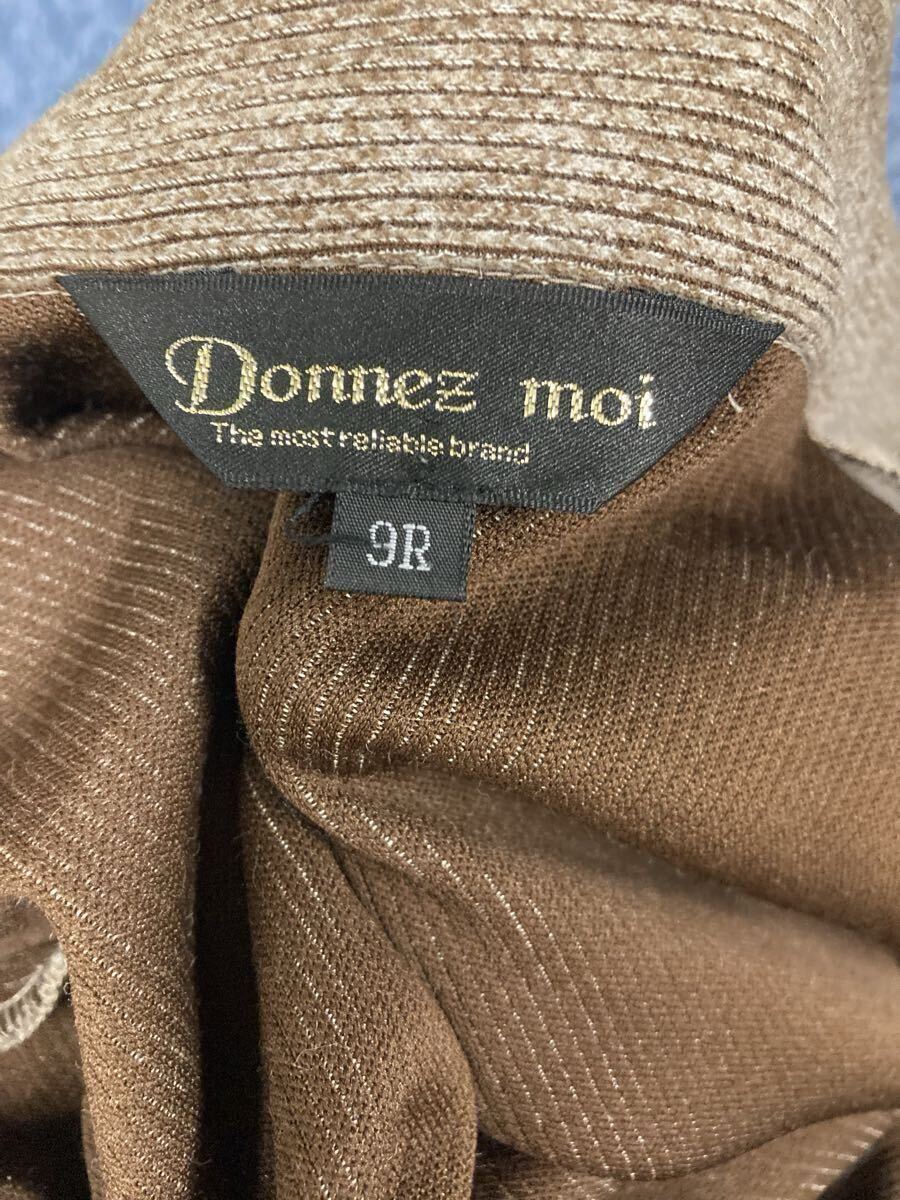 Donnez moi
The most reliable brand
9R